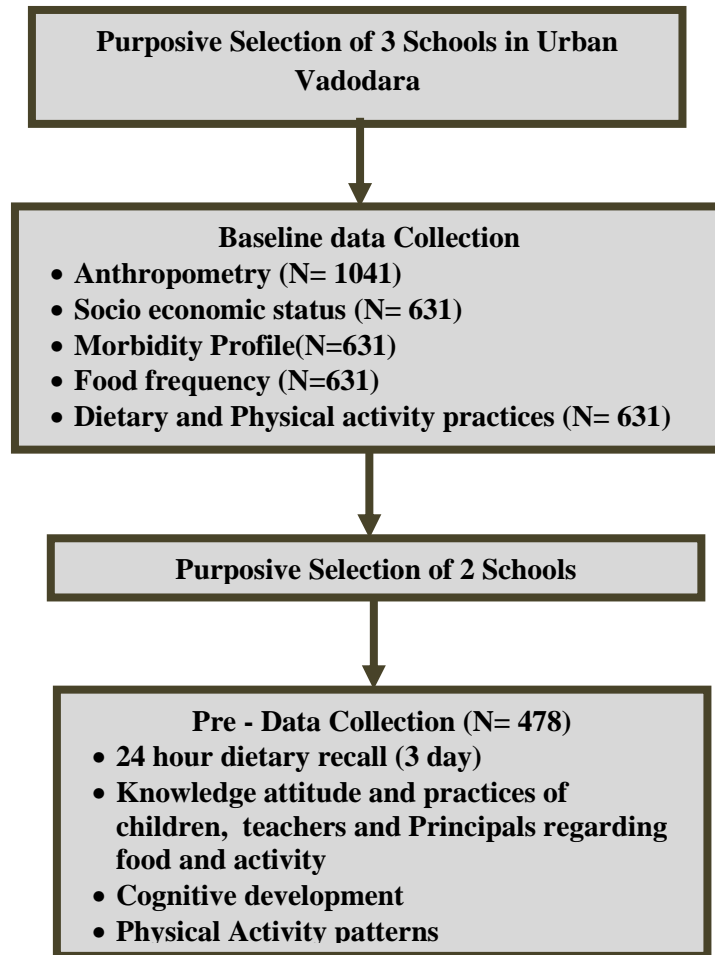 Purposive Selection of 3 Schools in Urban
Vadodara
Baseline data Collection
• Anthropometry (N= 1041)
• Socio economic status (N= 631)
• Morbidity Profile(N=631)
• Food frequency (N=631)
• Dietary and Physical activity practices (N= 631)
Purposive Selection of 2 Schools
Pre - Data Collection (N= 478)
• 24 hour dietary recall (3 day)
• Knowledge attitude and practices of
children, teachers and Principals regarding
food and activity
• Cognitive development
• Physical Activity patterns